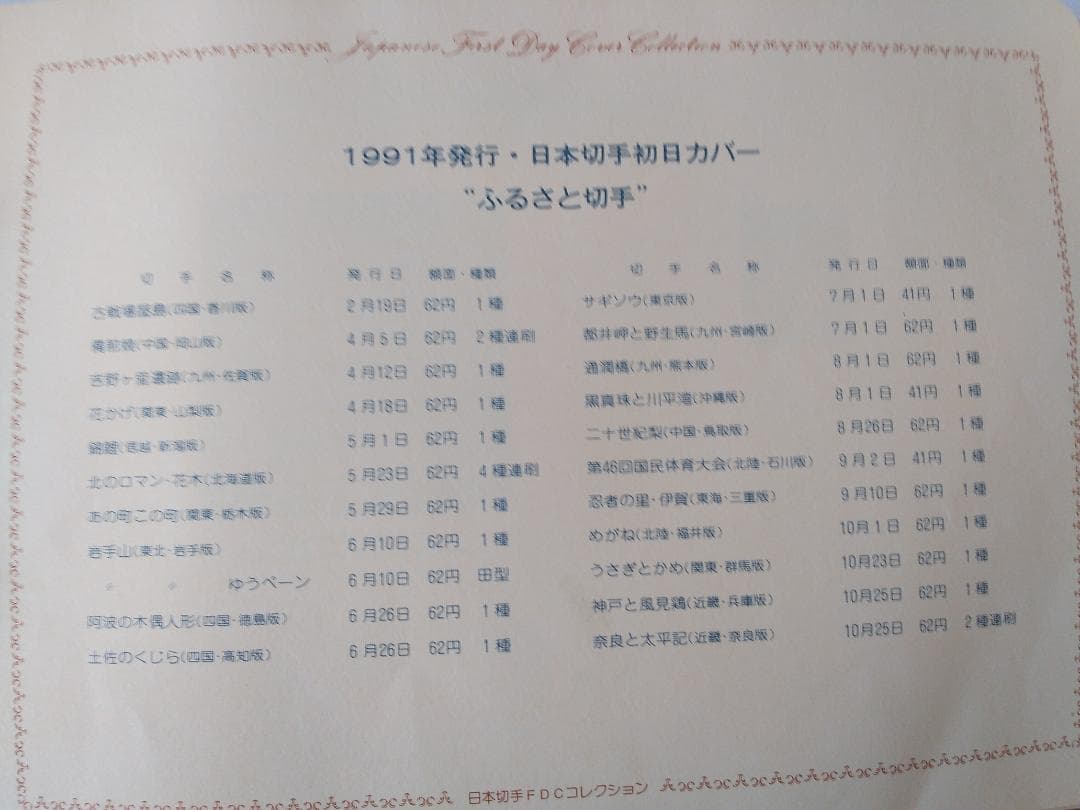 Japanese First Day Cover Collection
1991年発行・日本切手初日カバー
“ふるさと切手”
切手名称 発行日 額面・種類
古戦場屋島(四国・香川版) 2月19日 62円 1種
備前焼(中国・岡山版) 4月5日 62円 2種連刷
吉野ヶ里遺跡(九州・佐賀版) 4月12日 62円 1種
花かげ(関東・山梨版) 4月18日 62円 1種
錦鯉(信越・新潟版) 5月1日 62円 1種
北のロマン・花木(北海道版) 5月23日 62円 4種連刷
あの町この町(関東・栃木版) 5月29日 62円 1種
岩手山(東北・岩手版) 6月10日 62円 1種
〃 〃 ゆうペーン 6月10日 62円 田型
阿波の木偶人形(四国・徳島版) 6月26日 62円 1種
土佐のくじら(四国・高知版) 6月26日 62円 1種
切手名称 発行日 額面・種類
サギソウ(東京版) 7月1日 41円 1種
都井岬と野生馬(九州・宮崎版) 7月1日 62円 1種
通潤橋(九州・熊本版) 8月1日 62円 1種
黒真珠と川平湾(沖縄版) 8月1日 41円 1種
二十世紀梨(中国・鳥取版) 8月26日 62円 1種
第46回国民体育大会(北陸・石川版) 9月2日 41円 1種
忍者の里・伊賀(東海・三重版) 9月10日 62円 1種
めがね(北陸・福井版) 10月1日 62円 1種
うさぎとかめ(関東・群馬版) 10月23日 62円 1種
神戸と風見鶏(近畿・兵庫版) 10月25日 62円 1種
奈良と太平記(近畿・奈良版) 10月25日 62円 2種連刷
日本切手FDCコレクション